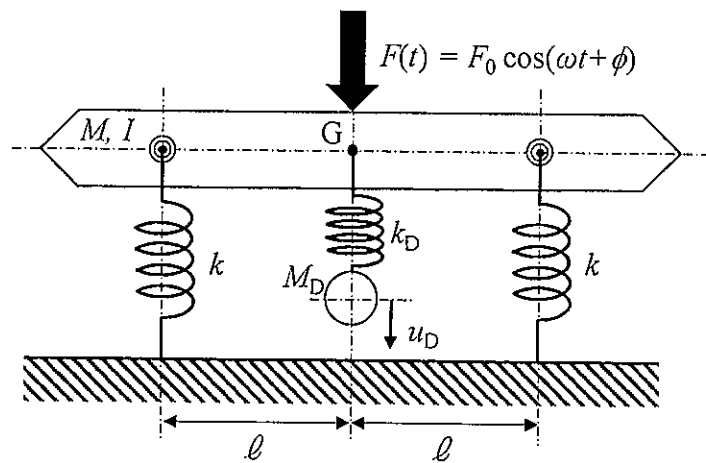 F(t) = F₀ cos(ωt+ϕ)
M, I
G
k
k_D
k
M_D
u_D
ℓ
ℓ